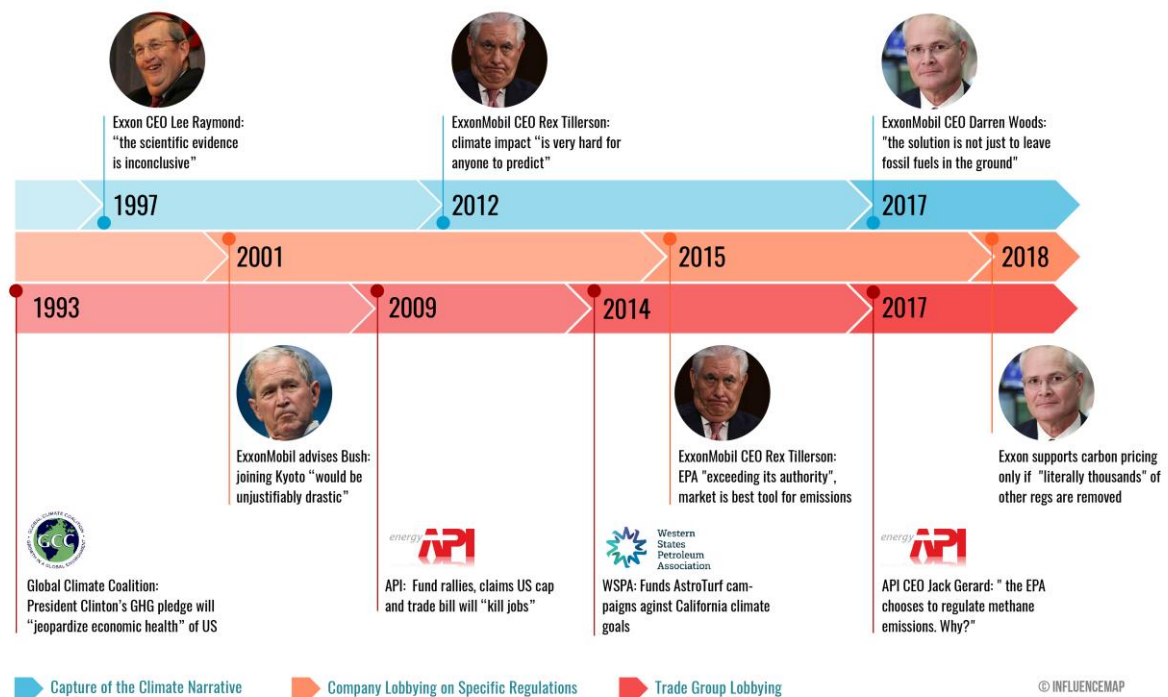 Exxon CEO Lee Raymond:
“the scientific evidence
is inconclusive”
ExxonMobil CEO Rex Tillerson:
climate impact “is very hard for
anyone to predict”
ExxonMobil CEO Darren Woods:
"the solution is not just to leave
fossil fuels in the ground"
1997
2012
2017
2001
2015
2018
1993
2009
2014
2017
ExxonMobil advises Bush:
joining Kyoto “would be
unjustifiably drastic”
ExxonMobil CEO Rex Tillerson:
EPA "exceeding its authority",
market is best tool for emissions
Exxon supports carbon pricing
only if "literally thousands" of
other regs are removed
GLOBAL CLIMATE COALITION
GCC
GROWTH IN A GLOBAL ENVIRONMENT
Global Climate Coalition:
President Clinton’s GHG pledge will
“jeopardize economic health” of US
energy API
API: Fund rallies, claims US cap
and trade bill will “kill jobs”
Western
States
Petroleum
Association
WSPA: Funds AstroTurf cam-
paigns aginst California climate
goals
energy API
API CEO Jack Gerard: " the EPA
chooses to regulate methane
emissions. Why?"
Capture of the Climate Narrative
Company Lobbying on Specific Regulations
Trade Group Lobbying
© INFLUENCEMAP